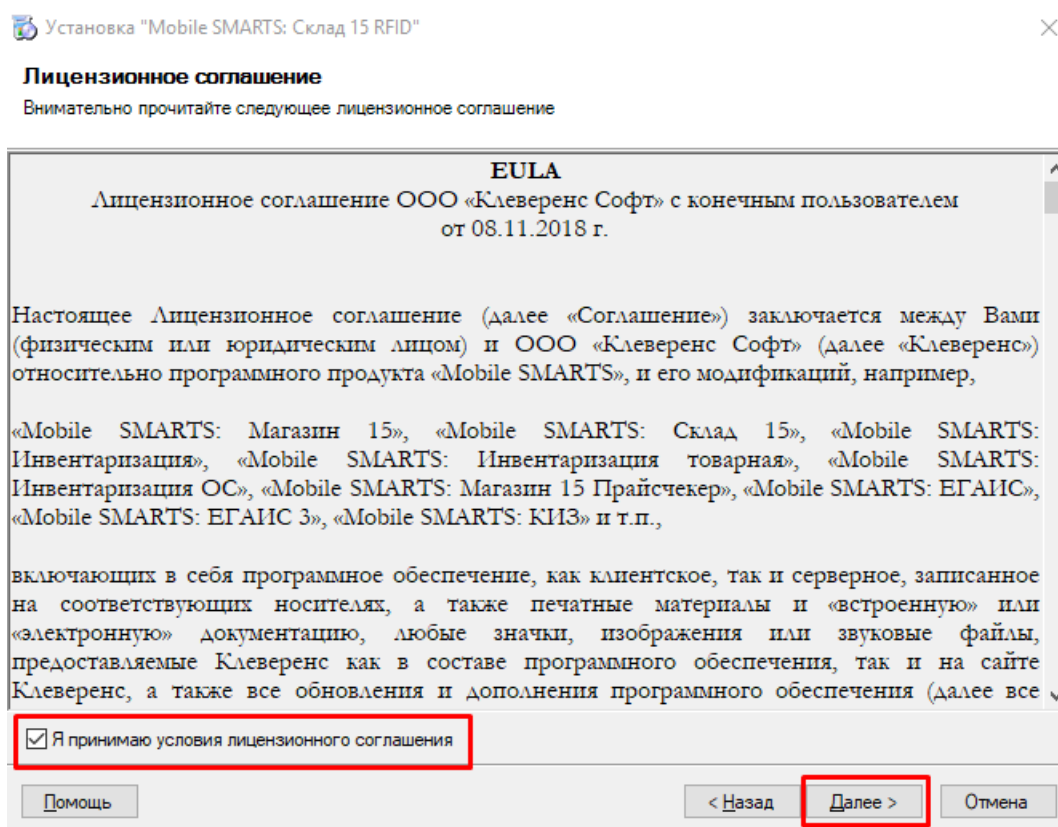 Установка "Mobile SMARTS: Склад 15 RFID"
Лицензионное соглашение
Внимательно прочитайте следующее лицензионное соглашение
EULA
Лицензионное соглашение ООО «Клеверенс Софт» с конечным пользователем
от 08.11.2018 г.
Настоящее Лицензионное соглашение (далее «Соглашение») заключается между Вами
(физическим или юридическим лицом) и ООО «Клеверенс Софт» (далее «Клеверенс»)
относительно программного продукта «Mobile SMARTS», и его модификаций, например,
«Mobile SMARTS: Магазин 15», «Mobile SMARTS: Склад 15», «Mobile SMARTS:
Инвентаризация», «Mobile SMARTS: Инвентаризация товарная», «Mobile SMARTS:
Инвентаризация ОС», «Mobile SMARTS: Магазин 15 Прайсчекер», «Mobile SMARTS: ЕГАИС»,
«Mobile SMARTS: ЕГАИС 3», «Mobile SMARTS: КИЗ» и т.п.,
включающих в себя программное обеспечение, как клиентское, так и серверное, записанное
на соответствующих носителях, а также печатные материалы и «встроенную» или
«электронную» документацию, любые значки, изображения или звуковые файлы,
предоставляемые Клеверенс как в составе программного обеспечения, так и на сайте
Клеверенс, а также все обновления и дополнения программного обеспечения (далее все
Я принимаю условия лицензионного соглашения
Помощь
< Назад
Далее >
Отмена